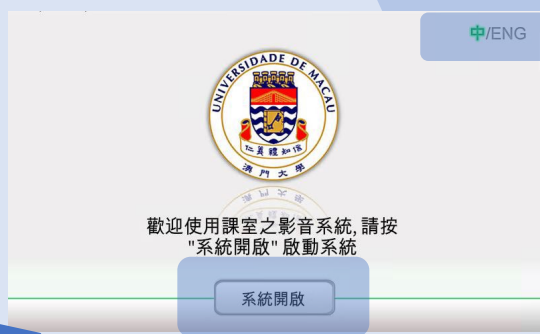 中/ENG
UNIVERSIDADE DE MACAU
仁義禮知信
澳門大學
歡迎使用課室之影音系統, 請按
"系統開啟" 啟動系統
系統開啟